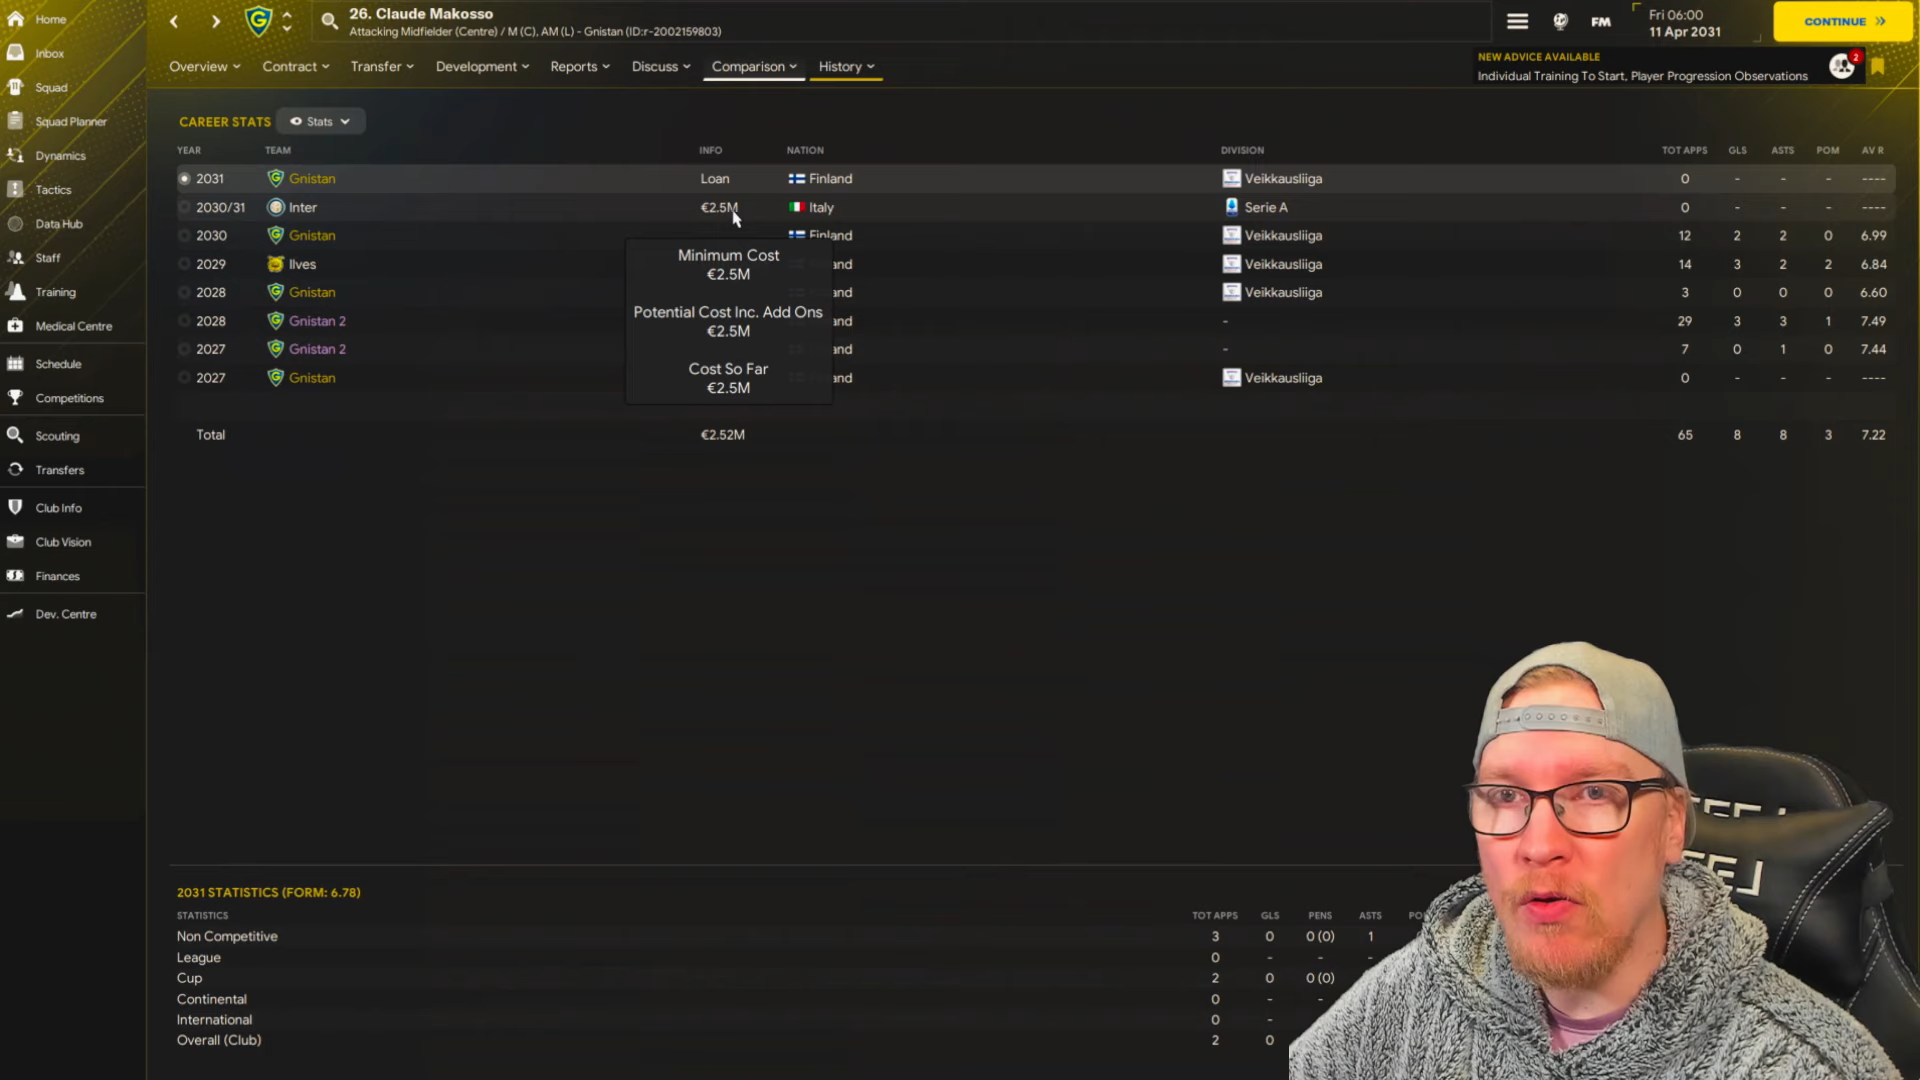 Home
Inbox
Squad
Squad Planner
Dynamics
Tactics
Data Hub
Staff
Training
Medical Centre
Schedule
Competitions
Scouting
Transfers
Club Info
Club Vision
Finances
Dev. Centre
26. Claude Makosso
Attacking Midfielder (Centre) / M (C), AM (L) - Gnistan (ID:r-2002159803)
FM
Fri 06:00
11 Apr 2031
CONTINUE
Overview Contract Transfer Development Reports Discuss Comparison History
NEW ADVICE AVAILABLE
Individual Training To Start, Player Progression Observations
2
CAREER STATS Stats
YEAR TEAM INFO NATION DIVISION TOT APPS GLS ASTS POM AV R
2031 Gnistan Loan Finland Veikkausliiga 0 - - - ----
2030/31 Inter €2.5M Italy Serie A 0 - - - ----
2030 Gnistan Finland Veikkausliiga 12 2 2 0 6.99
2029 Ilves and Veikkausliiga 14 3 2 2 6.84
2028 Gnistan and Veikkausliiga 3 0 0 0 6.60
2028 Gnistan 2 and - 29 3 3 1 7.49
2027 Gnistan 2 and - 7 0 1 0 7.44
2027 Gnistan and Veikkausliiga 0 - - - ----
Minimum Cost
€2.5M
Potential Cost Inc. Add Ons
€2.5M
Cost So Far
€2.5M
Total €2.52M 65 8 8 3 7.22
2031 STATISTICS (FORM: 6.78)
STATISTICS TOT APPS GLS PENS ASTS
Non Competitive 3 0 0 (0) 1
League 0 - - -
Cup 2 0 0 (0)
Continental 0 - -
International 0 -
Overall (Club) 2 0